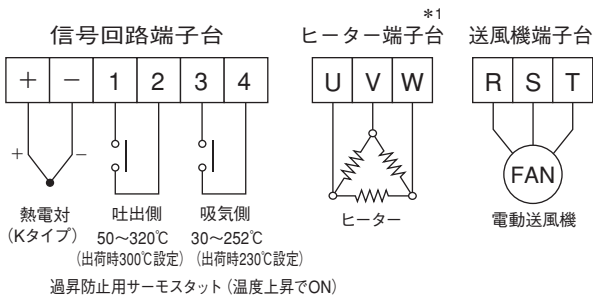 *1
信号回路端子台 ヒーター端子台 送風機端子台
+ − 1 2 3 4 U V W R S T
+ −
FAN
熱電対 吐出側 吸気側 ヒーター 電動送風機
(Kタイプ) 50〜320℃ 30〜252℃
(出荷時300℃設定) (出荷時230℃設定)
過昇防止用サーモスタット(温度上昇でON)